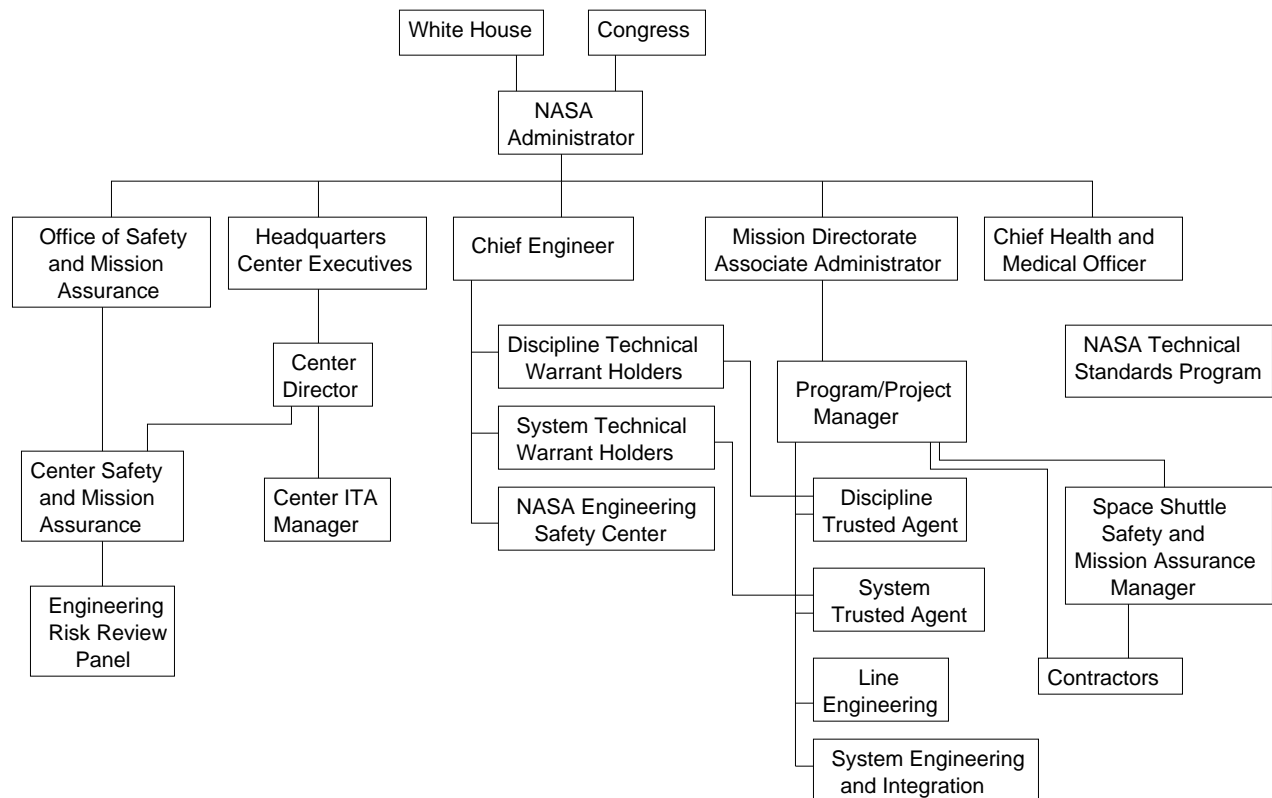 White House
Congress
NASA
Administrator
Office of Safety
and Mission
Assurance
Headquarters
Center Executives
Chief Engineer
Mission Directorate
Associate Administrator
Chief Health and
Medical Officer
Discipline Technical
Warrant Holders
NASA Technical
Standards Program
Center
Director
Program/Project
Manager
System Technical
Warrant Holders
Center Safety
and Mission
Assurance
Center ITA
Manager
NASA Engineering
Safety Center
Discipline
Trusted Agent
Space Shuttle
Safety and
Mission Assurance
Manager
Engineering
Risk Review
Panel
System
Trusted Agent
Contractors
Line
Engineering
System Engineering
and Integration